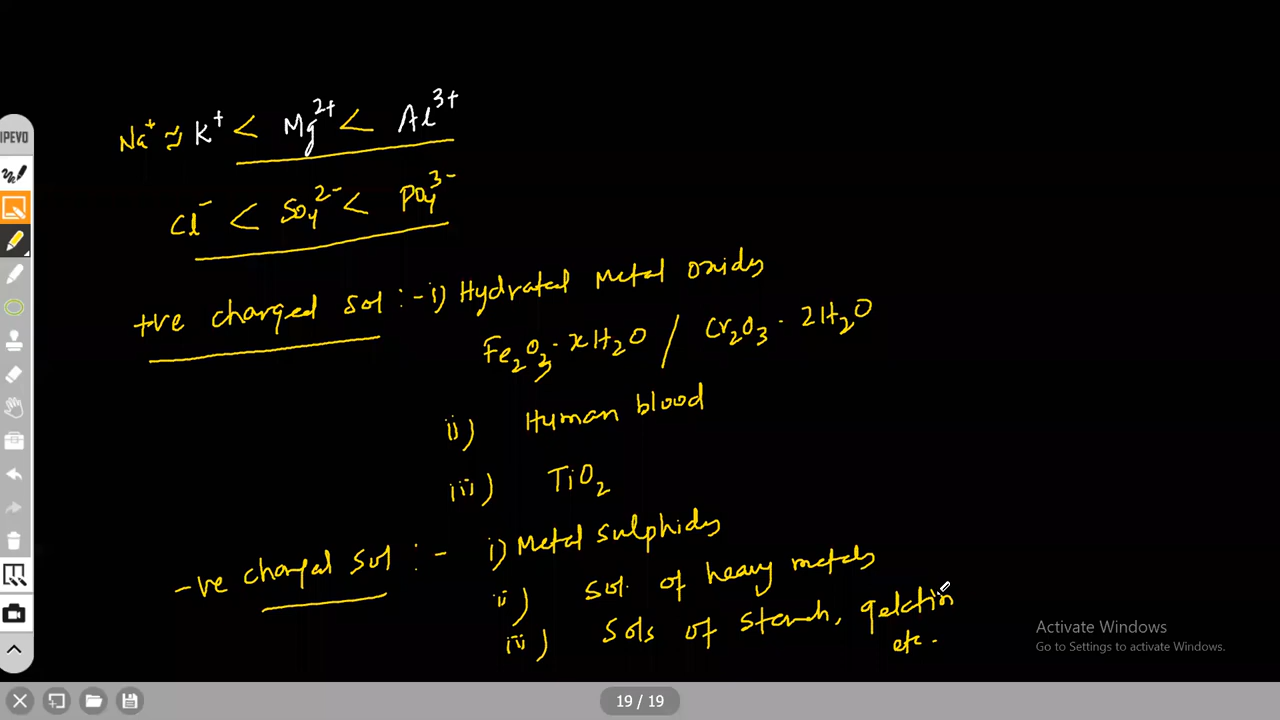 IPEVO
Na⁺ ≅ K⁺ < Mg²⁺ < Al³⁺
Cl⁻ < SO₄²⁻ < PO₄³⁻
+ve charged sol :- i) Hydrated Metal oxides
Fe₂O₃·xH₂O / Cr₂O₃·2H₂O
ii) Human blood
iii) TiO₂
-ve charged sol :- i) Metal sulphides
ii) Sol. of heavy metals
iii) Sols of starch, gelatin
etc.
Activate Windows
Go to Settings to activate Windows.
19 / 19